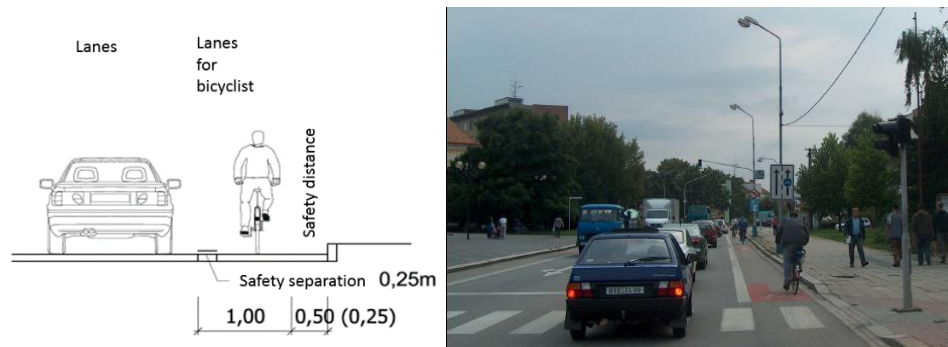 Lanes
Lanes
for
bicyclist
Safety distance
Safety separation 0,25m
1,00 0,50 (0,25)